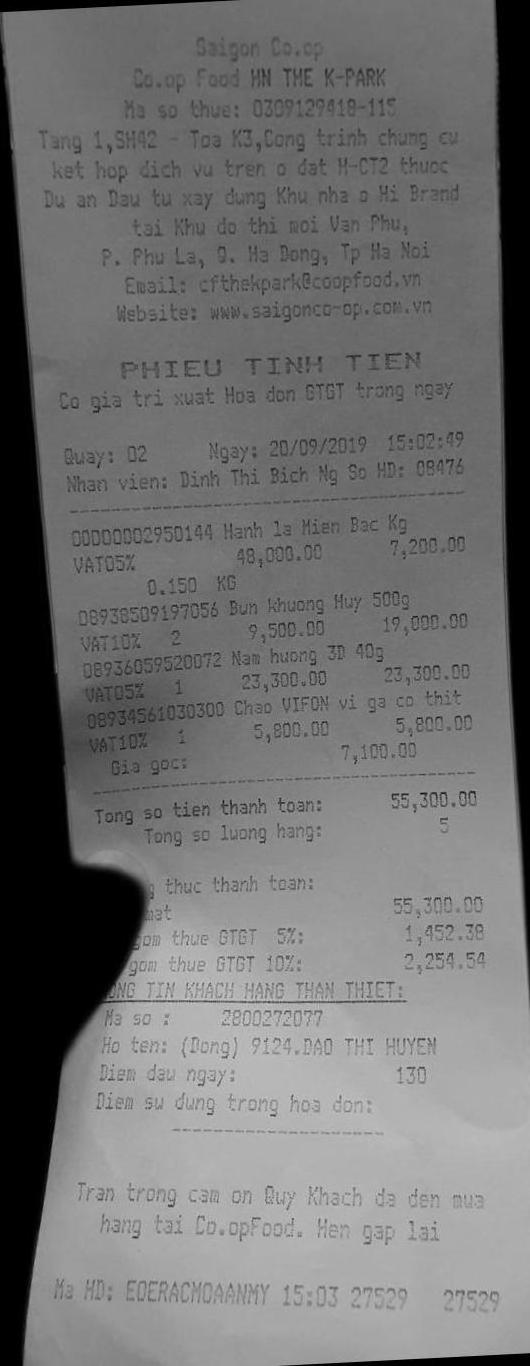 Saigon Co.op
Co.op Food HN THE K-PARK
Ma so thue: 0309129418-115
Tang 1,SH42 - Toa K3,Cong trinh chung cu
ket hop dich vu tren o dat H-CT2 thuoc
Du an Dau tu xay dung Khu nha o Hi Brand
tai Khu do thi moi Van Phu,
P. Phu La, Q. Ha Dong, Tp Ha Noi
Email: cfthekpark@coopfood.vn
Website: www.saigonco-op.com.vn
PHIEU TINH TIEN
Co gia tri xuat Hoa don GTGT trong ngay
Quay: 02 Ngay: 20/09/2019 15:02:49
Nhan vien: Dinh Thi Bich Ng So HD: 08476
00000002950144 Hanh la Mien Bac Kg
VAT05% 48,000.00 7,200.00
0.150 KG
08938509197056 Bun khuong Huy 500g
VAT10% 2 9,500.00 19,000.00
08936059520072 Nam huong 3D 40g
VAT05% 1 23,300.00 23,300.00
08934561030300 Chao VIFON vi ga co thit
VAT10% 1 5,800.00 5,800.00
Gia goc: 7,100.00
Tong so tien thanh toan: 55,300.00
Tong so luong hang: 5
g thuc thanh toan:
mat 55,300.00
gom thue GTGT 5%: 1,452.38
gom thue GTGT 10%: 2,254.54
ONG TIN KHACH HANG THAN THIET:
Ma so : 2800272077
Ho ten: (Dong) 9124.DAO THI HUYEN
Diem dau ngay: 130
Diem su dung trong hoa don:
Tran trong cam on Quy Khach da den mua
hang tai Co.opFood. Hen gap lai
Ma HD: EOERACMOAANMY 15:03 27529 27529